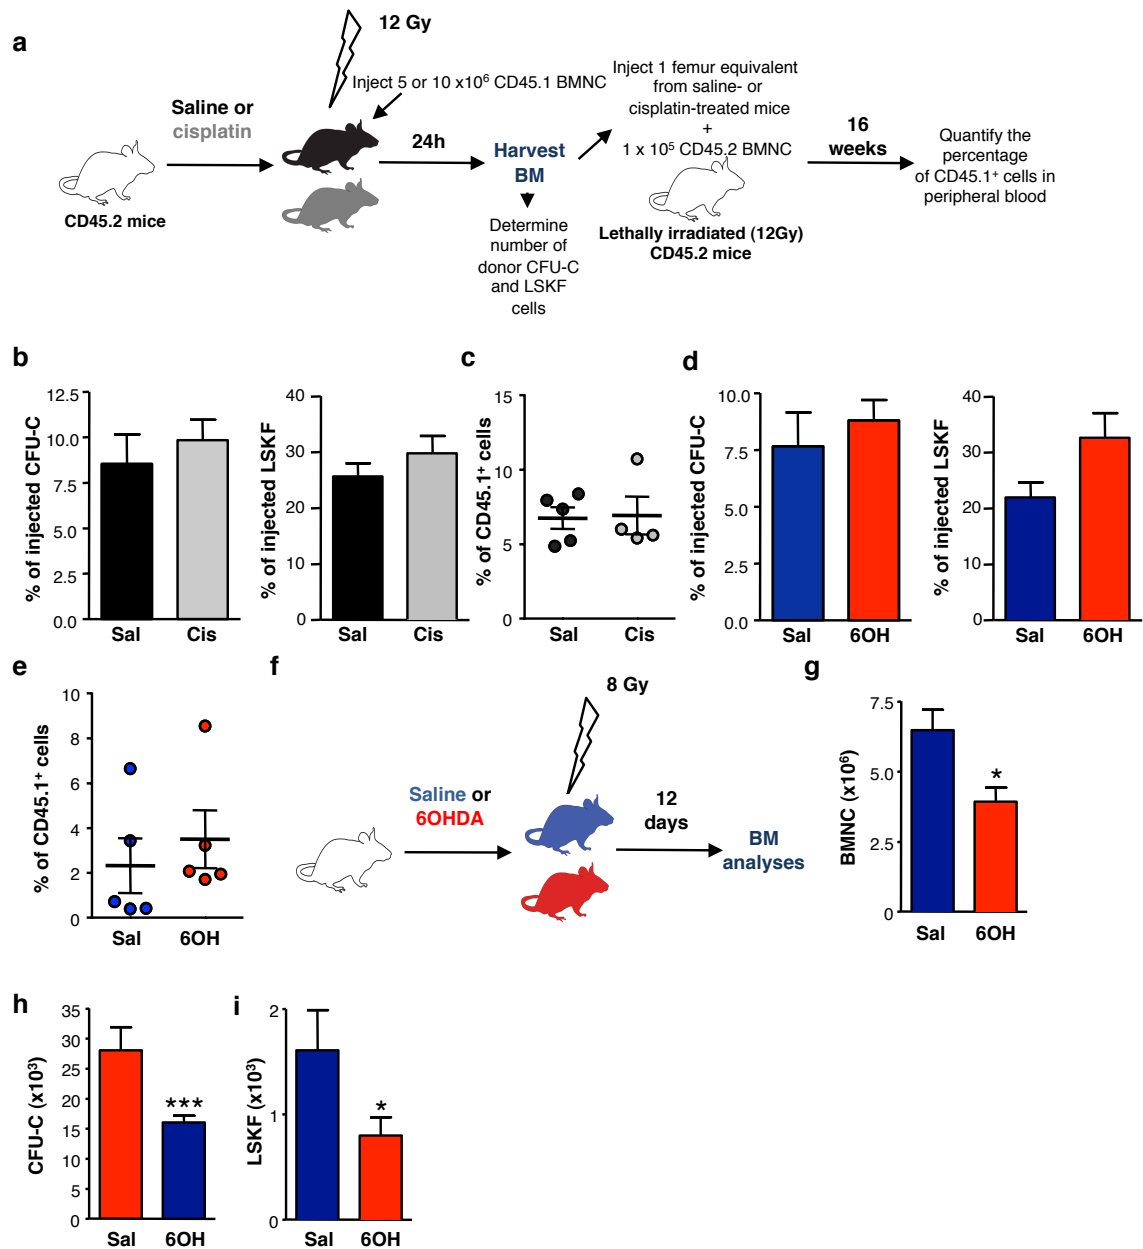 a
12 Gy
Inject 5 or 10 x10⁶ CD45.1 BMNC
Saline or
cisplatin
CD45.2 mice
24h
Harvest
BM
Determine
number of
donor CFU-C
and LSKF
cells
Inject 1 femur equivalent
from saline- or
cisplatin-treated mice
+
1 x 10⁵ CD45.2 BMNC
Lethally irradiated (12Gy)
CD45.2 mice
16
weeks
Quantify the
percentage
of CD45.1⁺ cells in
peripheral blood
b
% of injected CFU-C
12.5
10.0
7.5
5.0
2.5
0.0
Sal Cis
% of injected LSKF
40
30
20
10
0
Sal Cis
c
% of CD45.1⁺ cells
15
10
5
0
Sal Cis
d
% of injected CFU-C
10.0
7.5
5.0
2.5
0.0
Sal 6OH
% of injected LSKF
40
30
20
10
0
Sal 6OH
e
% of CD45.1⁺ cells
10
8
6
4
2
0
Sal 6OH
f
8 Gy
Saline or
6OHDA
12
days
BM
analyses
g
BMNC (x10⁶)
7.5
5.0
2.5
0
*
Sal 6OH
h
CFU-C (x10³)
35
30
25
20
15
10
5
0
***
Sal 6OH
i
LSKF (x10³)
2
1
0
*
Sal 6OH